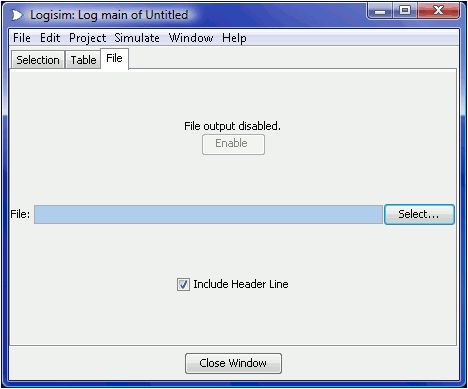 Logisim: Log main of Untitled
File Edit Project Simulate Window Help
Selection Table File
File output disabled.
Enable
File: Select...
Include Header Line
Close Window